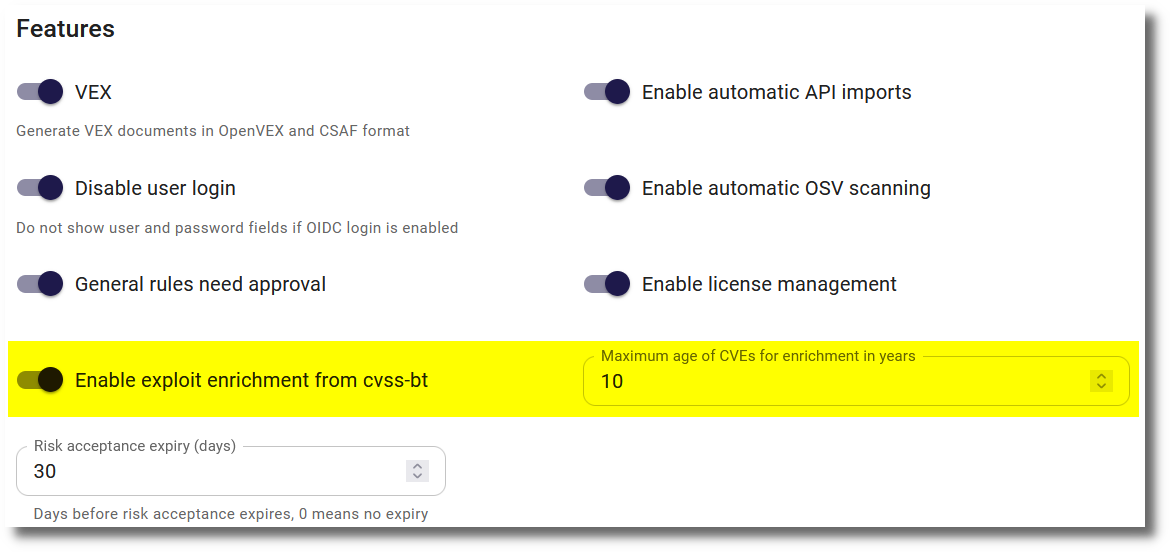 Features
VEX
Enable automatic API imports
Generate VEX documents in OpenVEX and CSAF format
Disable user login
Enable automatic OSV scanning
Do not show user and password fields if OIDC login is enabled
General rules need approval
Enable license management
Enable exploit enrichment from cvss-bt
Maximum age of CVEs for enrichment in years
10
Risk acceptance expiry (days)
30
Days before risk acceptance expires, 0 means no expiry